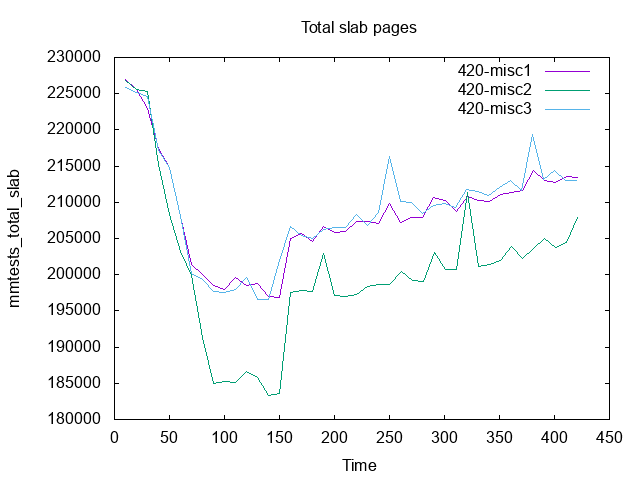 Total slab pages
230000
225000
220000
215000
210000
205000
200000
195000
190000
185000
180000
mmtests_total_slab
420-misc1
420-misc2
420-misc3
0 50 100 150 200 250 300 350 400 450
Time